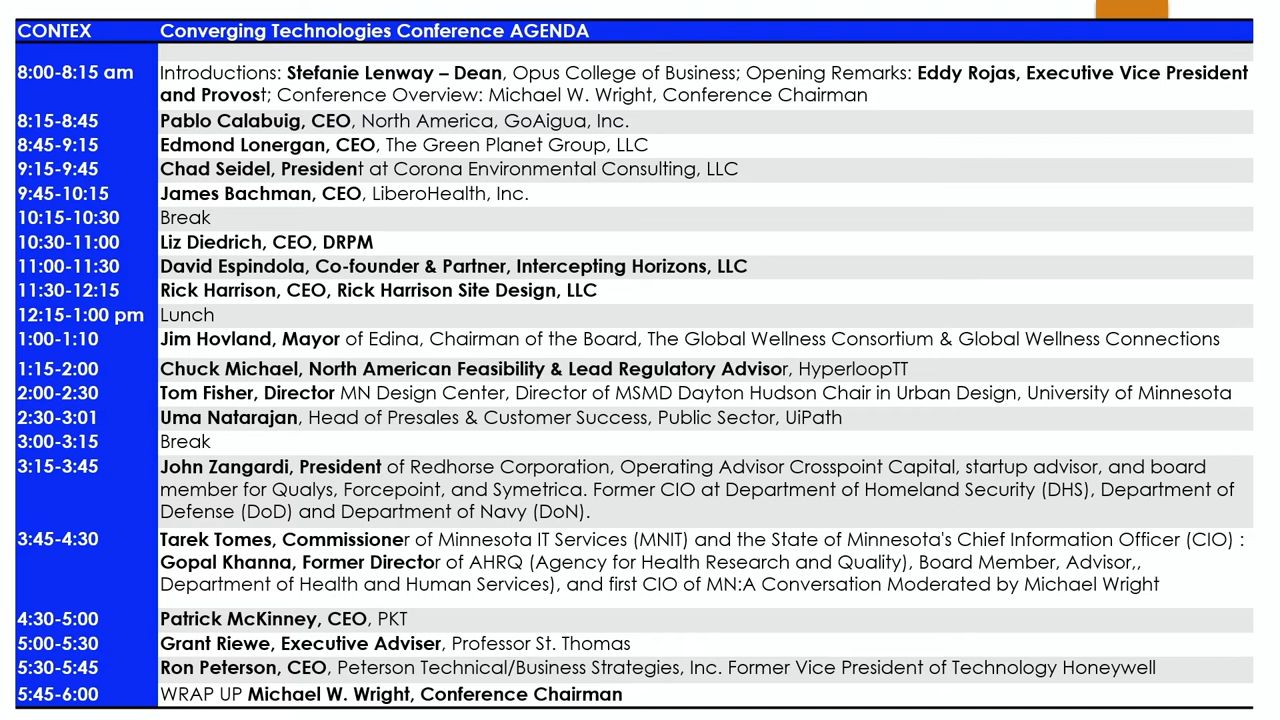 CONTEX Converging Technologies Conference AGENDA
8:00-8:15 am Introductions: Stefanie Lenway – Dean, Opus College of Business; Opening Remarks: Eddy Rojas, Executive Vice President
and Provost; Conference Overview: Michael W. Wright, Conference Chairman
8:15-8:45 Pablo Calabuig, CEO, North America, GoAigua, Inc.
8:45-9:15 Edmond Lonergan, CEO, The Green Planet Group, LLC
9:15-9:45 Chad Seidel, President at Corona Environmental Consulting, LLC
9:45-10:15 James Bachman, CEO, LiberoHealth, Inc.
10:15-10:30 Break
10:30-11:00 Liz Diedrich, CEO, DRPM
11:00-11:30 David Espindola, Co-founder & Partner, Intercepting Horizons, LLC
11:30-12:15 Rick Harrison, CEO, Rick Harrison Site Design, LLC
12:15-1:00 pm Lunch
1:00-1:10 Jim Hovland, Mayor of Edina, Chairman of the Board, The Global Wellness Consortium & Global Wellness Connections
1:15-2:00 Chuck Michael, North American Feasibility & Lead Regulatory Advisor, HyperloopTT
2:00-2:30 Tom Fisher, Director MN Design Center, Director of MSMD Dayton Hudson Chair in Urban Design, University of Minnesota
2:30-3:01 Uma Natarajan, Head of Presales & Customer Success, Public Sector, UiPath
3:00-3:15 Break
3:15-3:45 John Zangardi, President of Redhorse Corporation, Operating Advisor Crosspoint Capital, startup advisor, and board
member for Qualys, Forcepoint, and Symetrica. Former CIO at Department of Homeland Security (DHS), Department of
Defense (DoD) and Department of Navy (DoN).
3:45-4:30 Tarek Tomes, Commissioner of Minnesota IT Services (MNIT) and the State of Minnesota's Chief Information Officer (CIO) :
Gopal Khanna, Former Director of AHRQ (Agency for Health Research and Quality), Board Member, Advisor,,
Department of Health and Human Services), and first CIO of MN:A Conversation Moderated by Michael Wright
4:30-5:00 Patrick McKinney, CEO, PKT
5:00-5:30 Grant Riewe, Executive Adviser, Professor St. Thomas
5:30-5:45 Ron Peterson, CEO, Peterson Technical/Business Strategies, Inc. Former Vice President of Technology Honeywell
5:45-6:00 WRAP UP Michael W. Wright, Conference Chairman